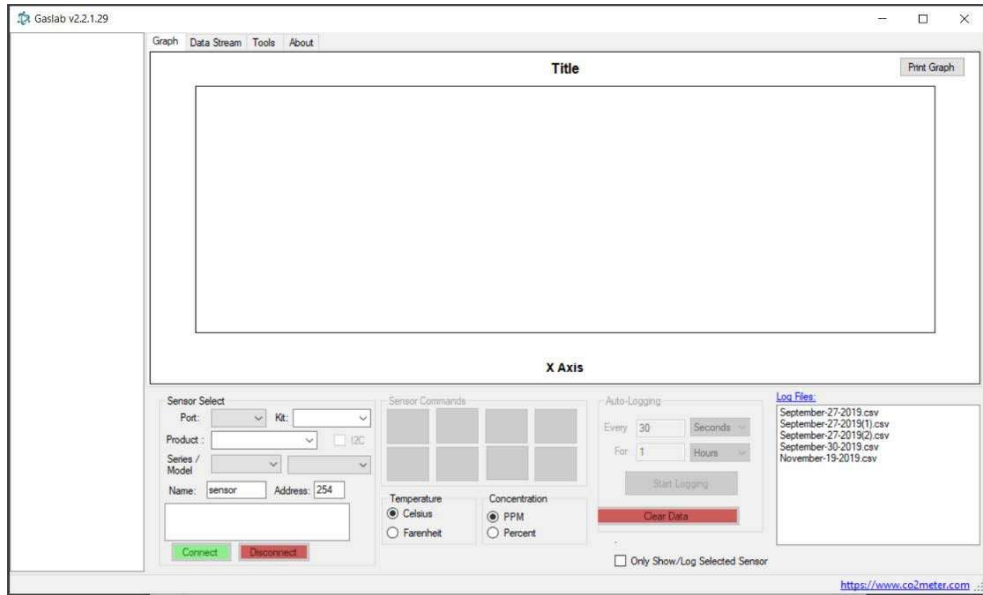 Gaslab v2.2.1.29
Graph Data Stream Tools About
Title
Print Graph
X Axis
Sensor Select
Port: Kit:
Product : I2C
Series /
Model
Name: sensor Address: 254
Connect Disconnect
Sensor Commands
Temperature
Celsius
Farenheit
Concentration
PPM
Percent
Auto-Logging
Every 30 Seconds
For 1 Hours
Start Logging
Clear Data
Only Show/Log Selected Sensor
Log Files:
September-27-2019.csv
September-27-2019(1).csv
September-27-2019(2).csv
September-30-2019.csv
November-19-2019.csv
https://www.co2meter.com